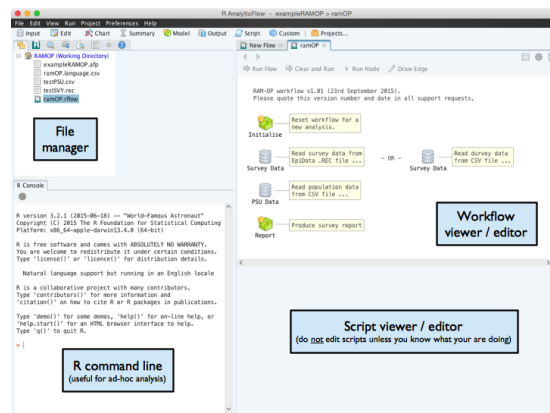 R AnalyticFlow - exampleRAMOP > ramOP
File Edit View Run Project Preferences Help
Input Edit Chart Summary Model Output Script Custom Projects...
RAMOP (Working Directory)
exampleRAMOP.afp
ramOP.language.csv
testPSU.csv
testSVY.rec
ramOP.rflow
File
manager
R Console
R version 3.2.1 (2015-06-18) -- "World-Famous Astronaut"
Copyright (C) 2015 The R Foundation for Statistical Computing
Platform: x86_64-apple-darwin13.4.0 (64-bit)
R is free software and comes with ABSOLUTELY NO WARRANTY.
You are welcome to redistribute it under certain conditions.
Type 'license()' or 'licence()' for distribution details.
Natural language support but running in an English locale
R is a collaborative project with many contributors.
Type 'contributors()' for more information and
'citation()' on how to cite R or R packages in publications.
Type 'demo()' for some demos, 'help()' for on-line help, or
'help.start()' for an HTML browser interface to help.
Type 'q()' to quit R.
>
R command line
(useful for ad-hoc analysis)
New Flow ramOP
Run Flow Clear and Run Run Node Draw Edge
RAM-OP workflow v1.01 (23rd September 2015).
Please quote this version number and date in all support requests.
Reset workflow for a
new analysis.
Initialise
Read survey data from
EpiData .REC file ...
Survey Data
- OR -
Read durvey data
from CSV file ...
Survey Data
Read population data
from CSV file ...
PSU Data
Produce survey report
Report
Workflow
viewer / editor
Script viewer / editor
(do not edit scripts unless you know what your are doing)